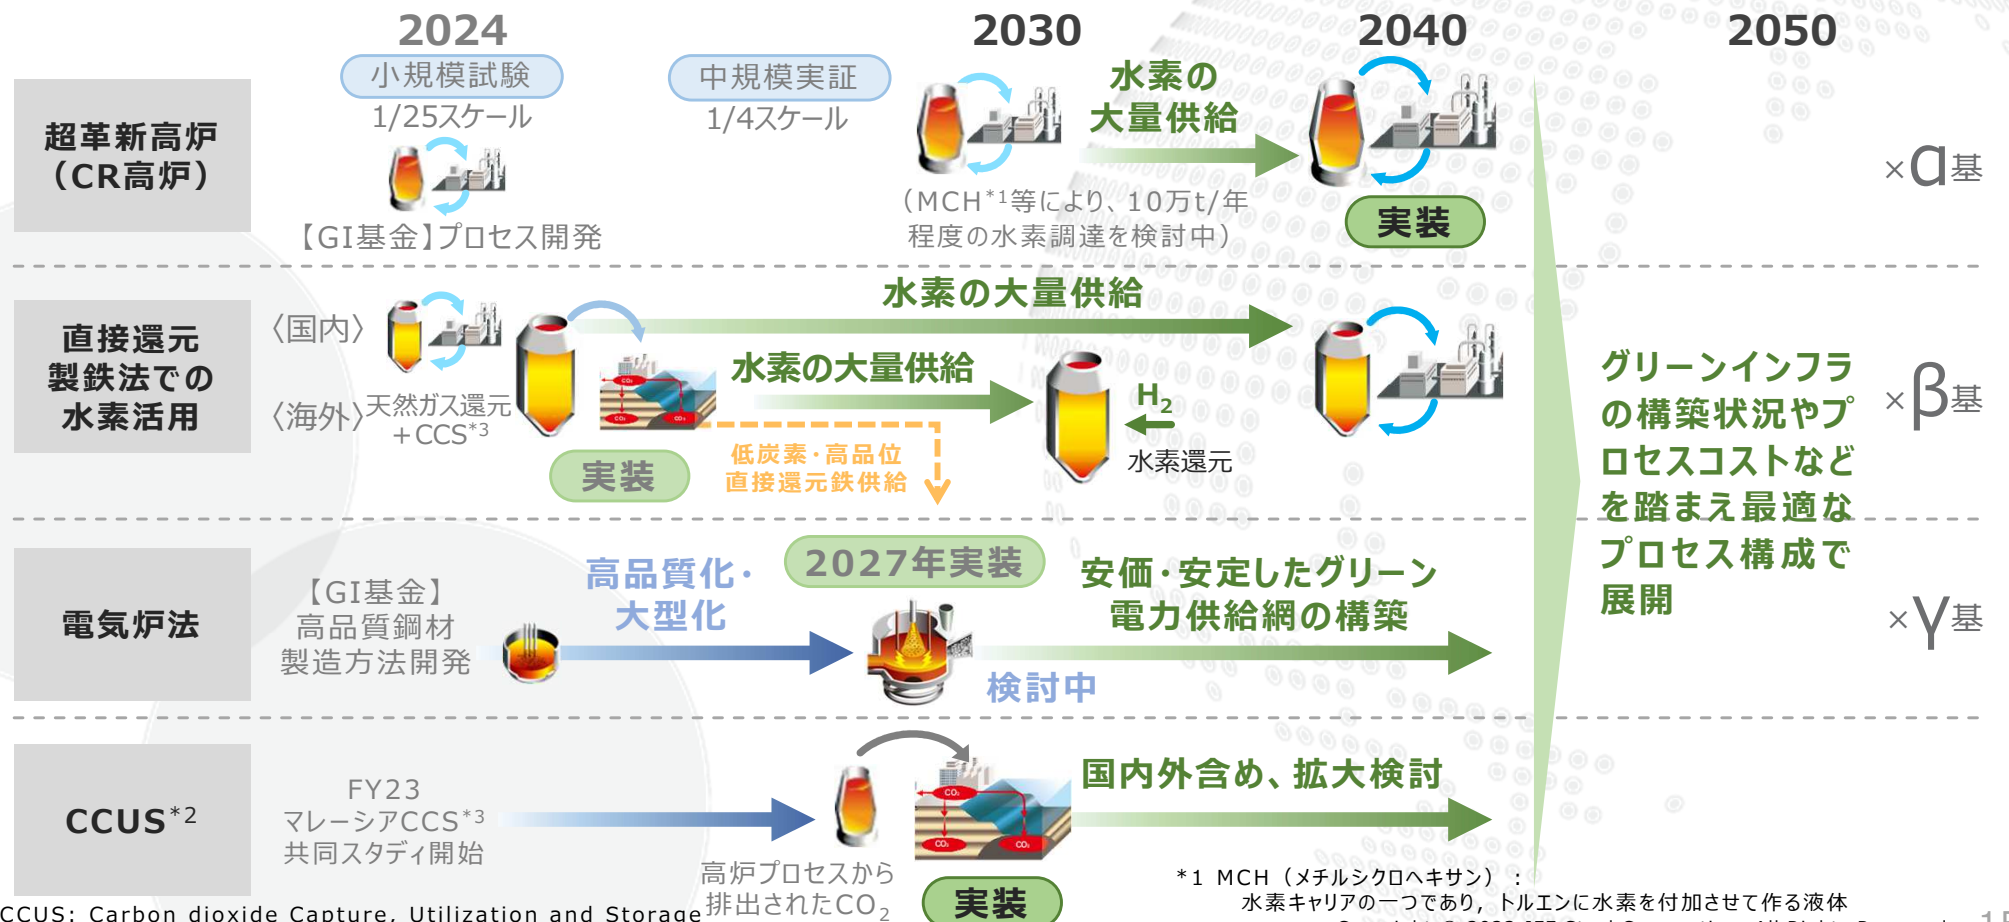 2024
2030
2040
2050
超革新高炉
（CR高炉）
小規模試験
1/25スケール
【GI基金】プロセス開発
中規模実証
1/4スケール
水素の
大量供給
（MCH*1等により、10万t/年
程度の水素調達を検討中）
実装
×α基
直接還元
製鉄法での
水素活用
〈国内〉
〈海外〉
天然ガス還元
＋CCS*3
実装
水素の大量供給
水素の大量供給
CO₂
CO₂
CO₂
低炭素・高品位
直接還元鉄供給
H₂
水素還元
×β基
グリーンインフラ
の構築状況やプ
ロセスコストなど
を踏まえ最適な
プロセス構成で
展開
電気炉法
【GI基金】
高品質鋼材
製造方法開発
高品質化・
大型化
2027年実装
検討中
安価・安定したグリーン
電力供給網の構築
×γ基
CCUS*2
FY23
マレーシアCCS*3
共同スタディ開始
高炉プロセスから
排出されたCO₂
CO₂
CO₂
CO₂
実装
国内外含め、拡大検討
*1 MCH（メチルシクロヘキサン）：
水素キャリアの一つであり，トルエンに水素を付加させて作る液体
CCUS: Carbon dioxide Capture, Utilization and Storage